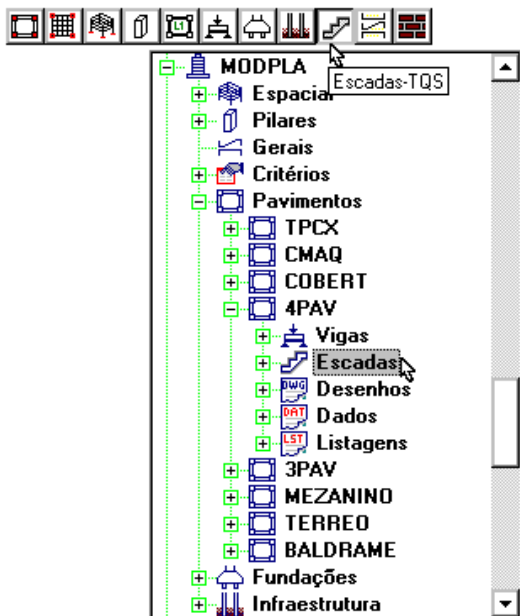 L1
MODPLA
Escadas-TQS
Espacial
Pilares
Gerais
Critérios
Pavimentos
TPCX
CMAQ
COBERT
4PAV
Vigas
Escadas
DWG Desenhos
DAT Dados
LST Listagens
3PAV
MEZANINO
TERREO
BALDRAME
Fundações
Infraestrutura